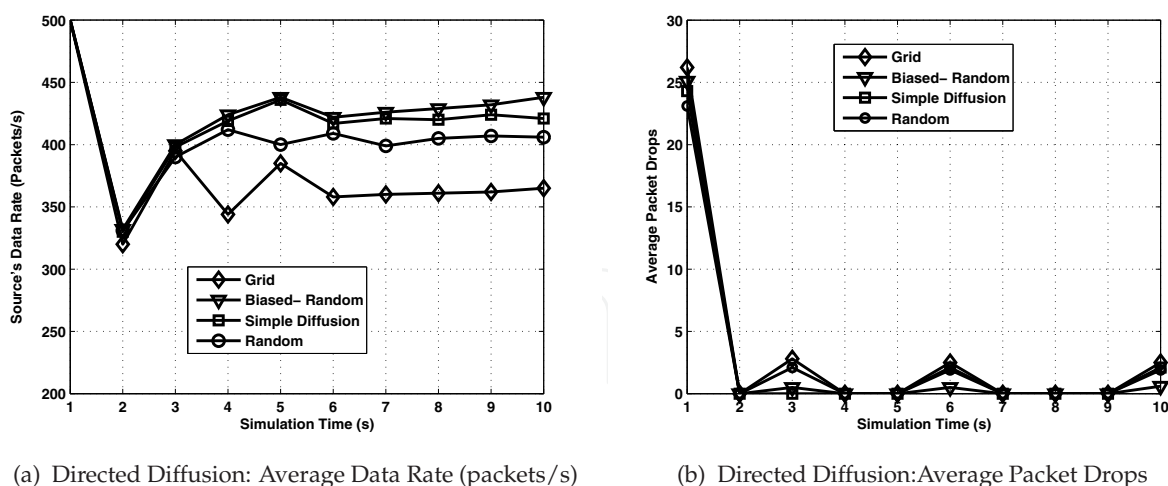 500
450
400
350
300
250
200
1 2 3 4 5 6 7 8 9 10
Simulation Time (s)
Source's Data Rate (Packets/s)
Grid
Biased- Random
Simple Diffusion
Random
(a) Directed Diffusion: Average Data Rate (packets/s)
30
25
20
15
10
5
0
1 2 3 4 5 6 7 8 9 10
Simulation Time (s)
Average Packet Drops
Grid
Biased- Random
Simple Diffusion
Random
(b) Directed Diffusion:Average Packet Drops